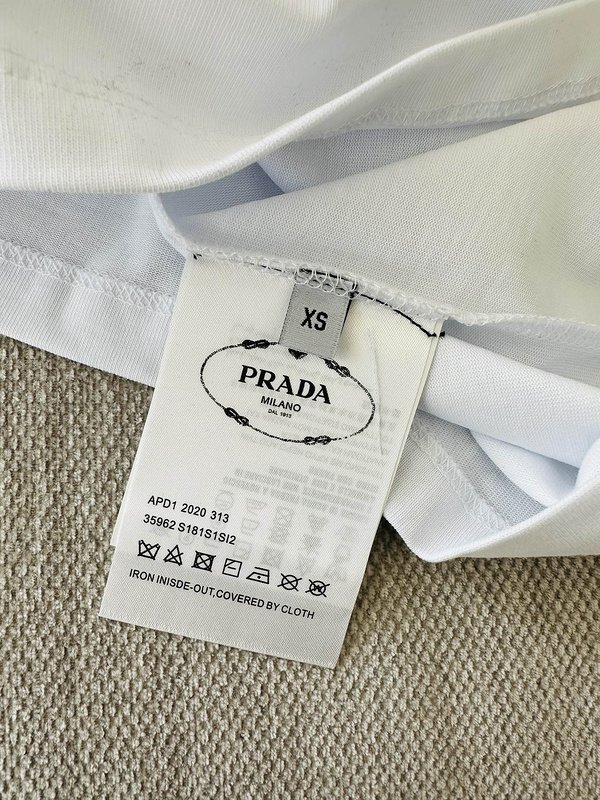 XS
PRADA
MILANO
DAL 1913
APD1 2020 313
35962 S181S1SI2
IRON INISDE-OUT,COVERED BY CLOTH